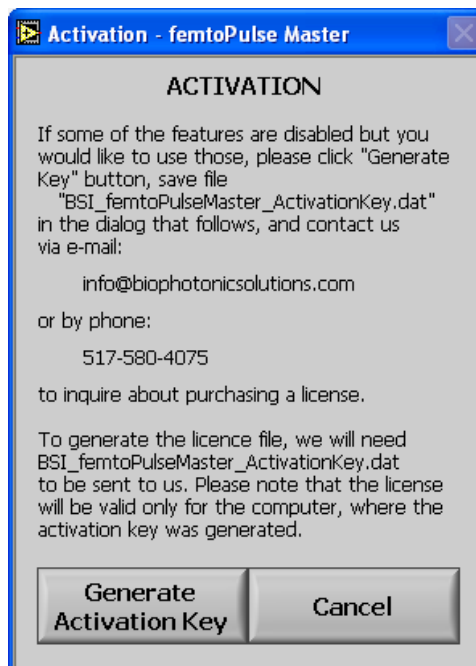 Activation - femtoPulse Master
ACTIVATION
If some of the features are disabled but you
would like to use those, please click "Generate
Key" button, save file
"BSI_femtoPulseMaster_ActivationKey.dat"
in the dialog that follows, and contact us
via e-mail:
info@biophotonicsolutions.com
or by phone:
517-580-4075
to inquire about purchasing a license.
To generate the licence file, we will need
BSI_femtoPulseMaster_ActivationKey.dat
to be sent to us. Please note that the license
will be valid only for the computer, where the
activation key was generated.
Generate
Activation Key
Cancel